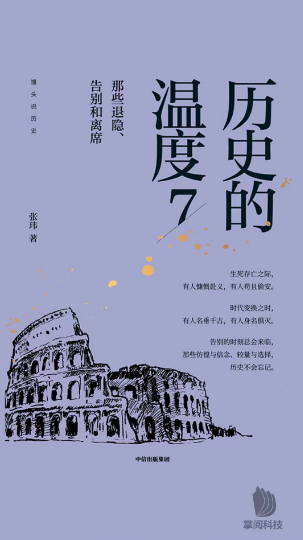 历史的
温度
7
那些退隐、
告别和离席
馒头说历史
张玮 著
生死存亡之际，
有人慷慨赴义，有人苟且偷安。
时代变换之时，
有人名垂千古，有人身名俱灭。
告别的时刻总会来临，
那些彷徨与信念、较量与选择，
历史不会忘记。
中信出版集团
掌阅科技